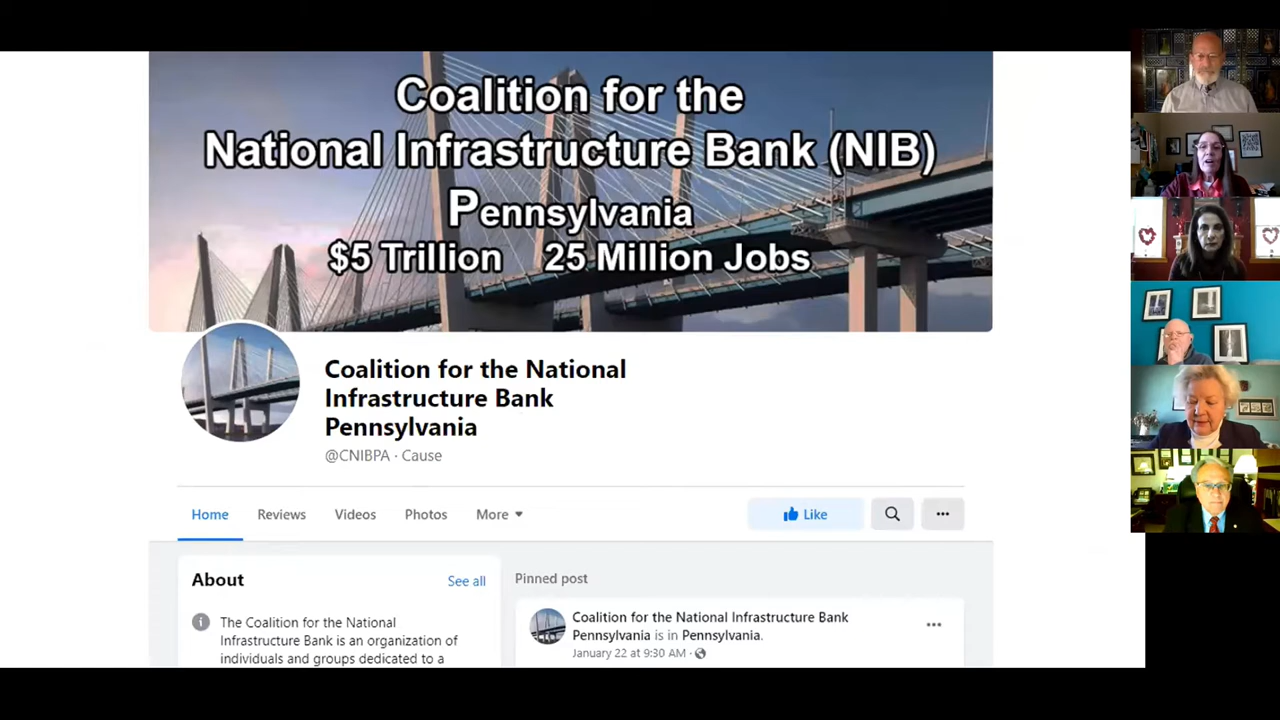 Coalition for the
National Infrastructure Bank (NIB)
Pennsylvania
$5 Trillion 25 Million Jobs
Coalition for the National
Infrastructure Bank
Pennsylvania
@CNIBPA · Cause
Home Reviews Videos Photos More
Like
About See all
The Coalition for the National
Infrastructure Bank is an organization of
individuals and groups dedicated to a
Pinned post
Coalition for the National Infrastructure Bank
Pennsylvania is in Pennsylvania.
January 22 at 9:30 AM ·